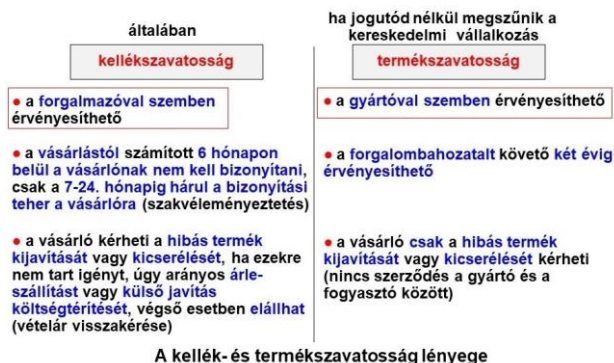 általában
kellékszavatosság
● a forgalmazóval szemben
érvényesíthető
● a vásárlástól számított 6 hónapon
belül a vásárlónak nem kell bizonyítani,
csak a 7-24. hónapig hárul a bizonyítási
teher a vásárlóra (szakvéleményeztetés)
● a vásárló kérheti a hibás termék
kijavítását vagy kicserélését, ha ezekre
nem tart igényt, úgy arányos árle-
szállítást vagy külső javítás
költségtérítését, végső esetben elállhat
(vételár visszakérése)
ha jogutód nélkül megszűnik a
kereskedelmi vállalkozás
termékszavatosság
● a gyártóval szemben érvényesíthető
● a forgalombahozatalt követő két évig
érvényesíthető
● a vásárló csak a hibás termék
kijavítását vagy kicserélését kérheti
(nincs szerződés a gyártó és a
fogyasztó között)
A kellék- és termékszavatosság lényege